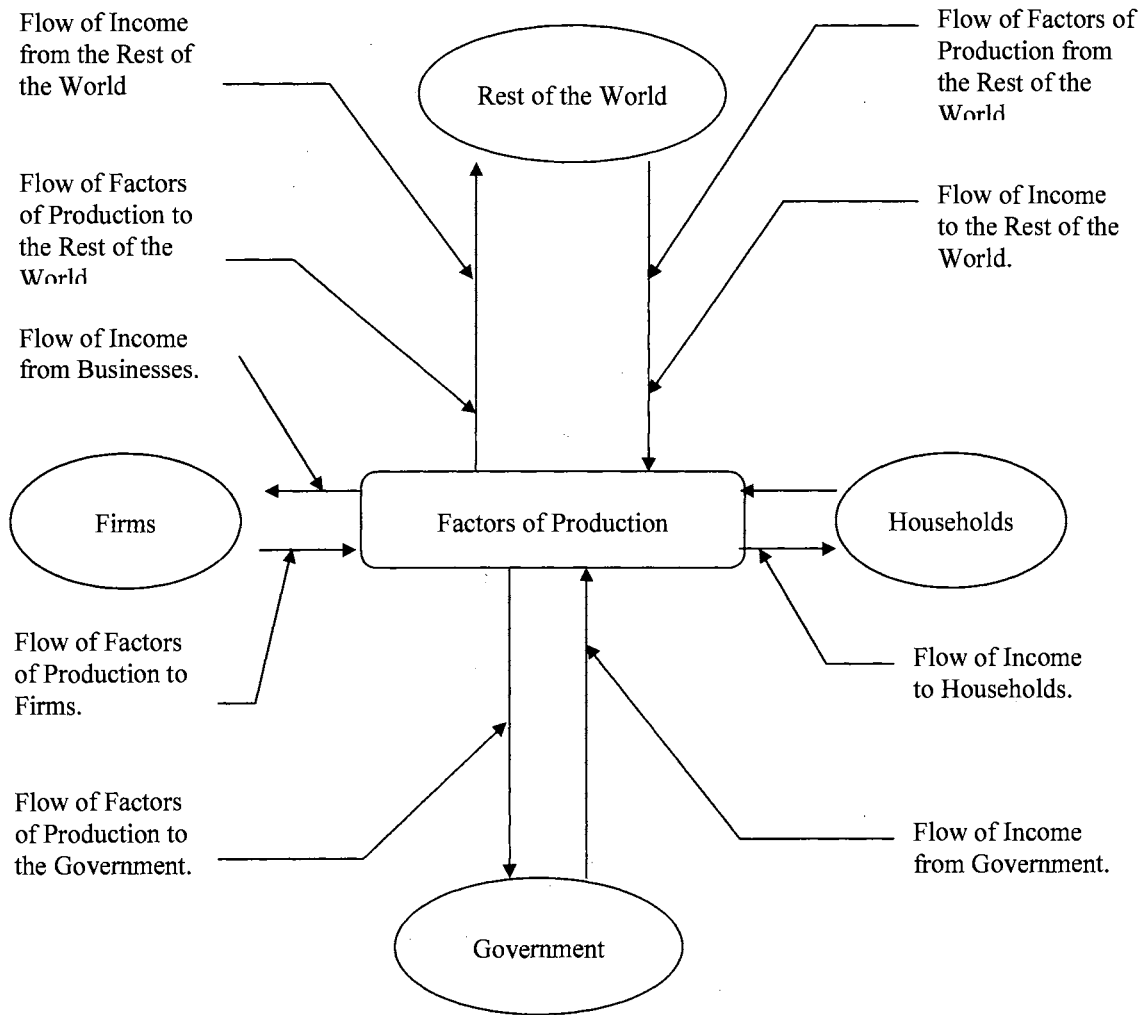 Flow of Income
from the Rest of
the World
Flow of Factors of
Production from
the Rest of the
World
Rest of the World
Flow of Factors
of Production to
the Rest of the
World
Flow of Income
to the Rest of the
World.
Flow of Income
from Businesses.
Firms
Factors of Production
Households
Flow of Factors
of Production to
Firms.
Flow of Income
to Households.
Flow of Factors
of Production to
the Government.
Flow of Income
from Government.
Government